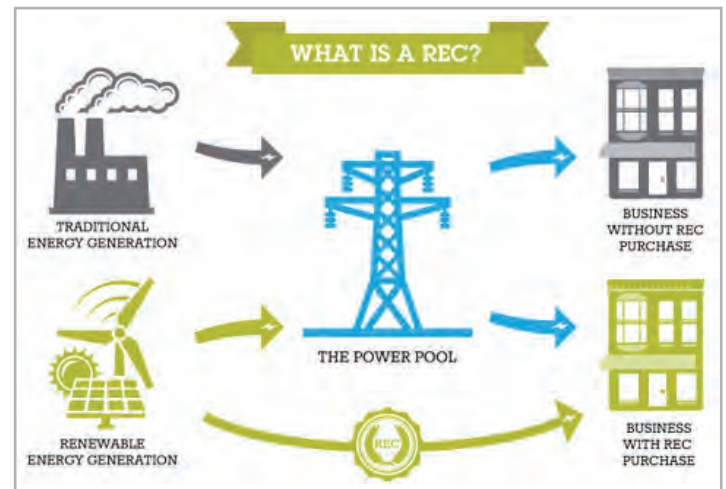 WHAT IS A REC?
TRADITIONAL
ENERGY GENERATION
BUSINESS
WITHOUT REC
PURCHASE
THE POWER POOL
RENEWABLE
ENERGY GENERATION
REC
BUSINESS
WITH REC
PURCHASE